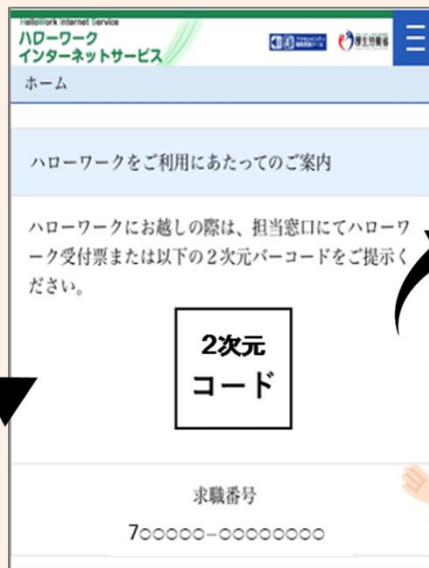 HelloWork Internet Service
ハローワーク
インターネットサービス
厚生労働省
ホーム
ハローワークをご利用にあたってのご案内
ハローワークにお越しの際は、担当窓口にてハローワ
ーク受付票または以下の２次元バーコードをご提示く
ださい。
2次元
コード
求職番号
7○○○○○-○○○○○○○○